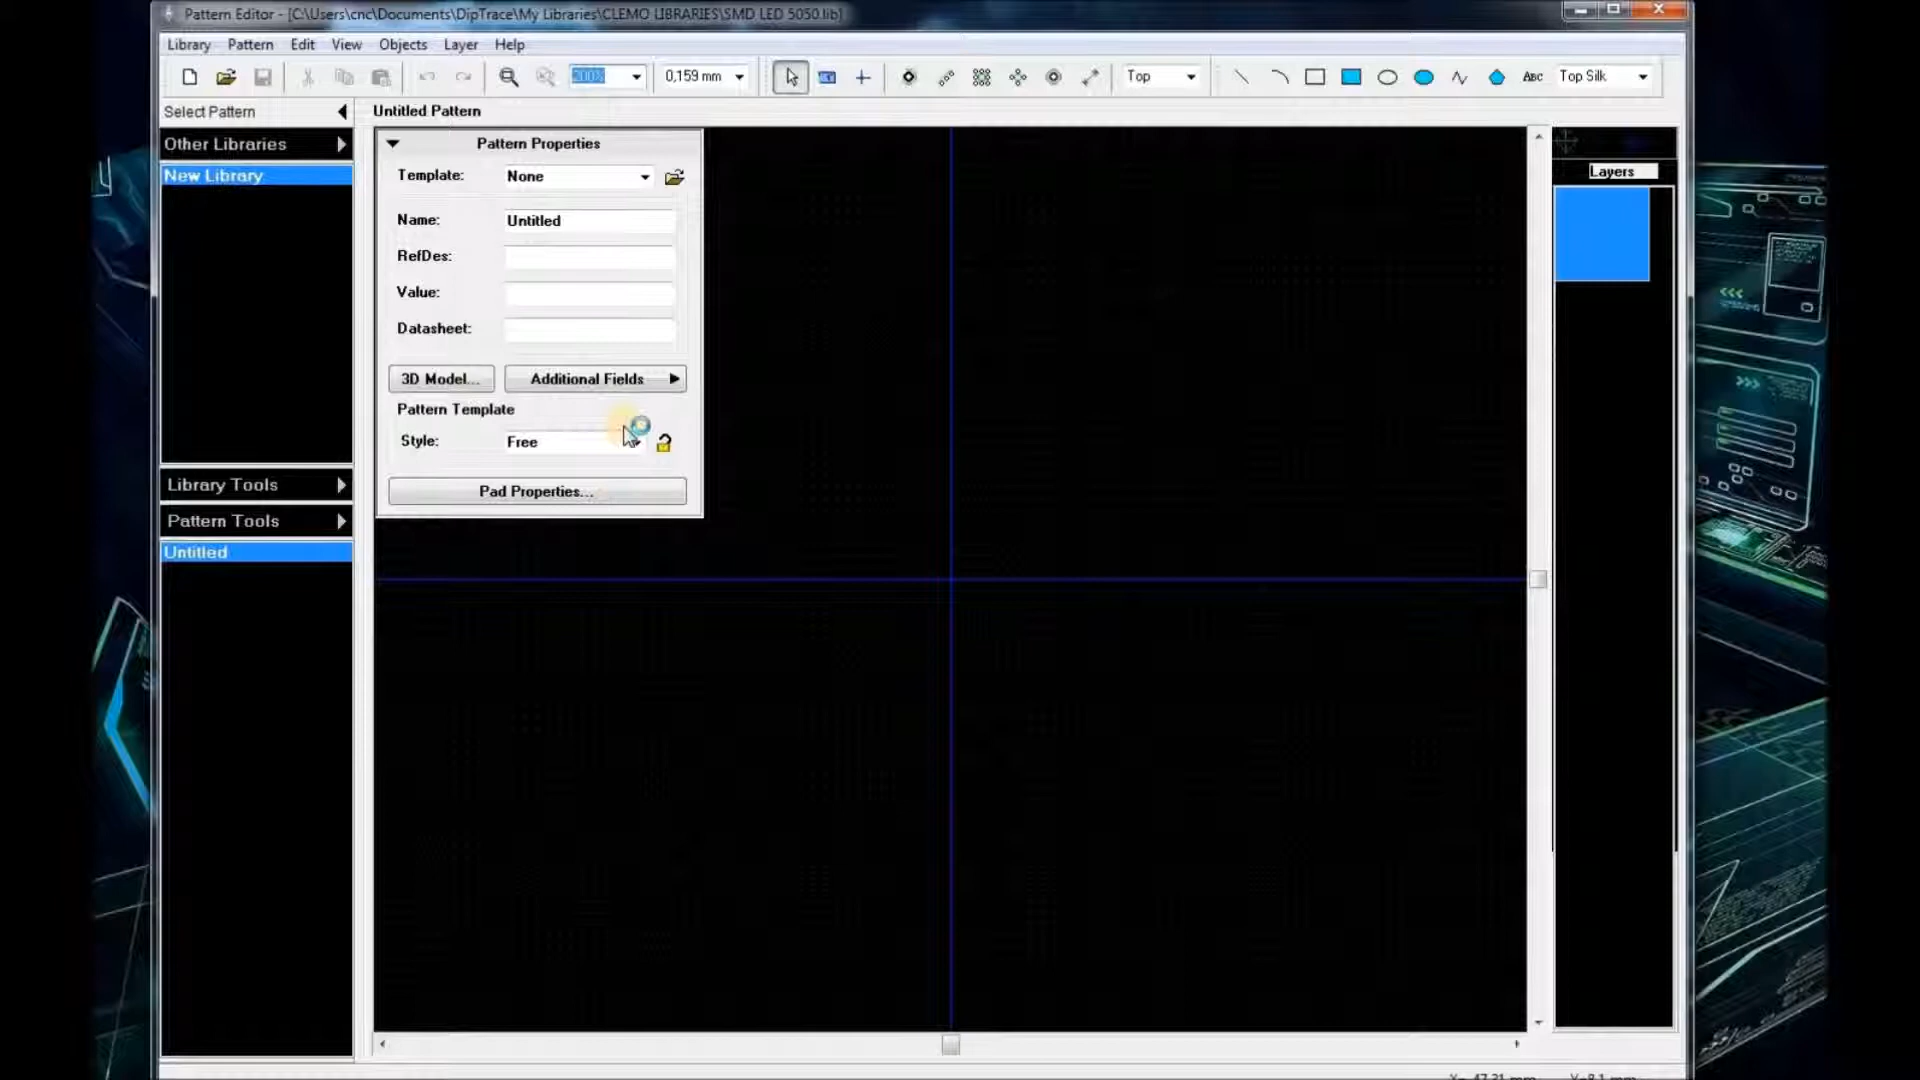 Pattern Editor - [C:\Users\cnc\Documents\DipTrace\My Libraries\CLEMO LIBRARIES\SMD LED 5050.lib]
Library Pattern Edit View Objects Layer Help
200% 0,159 mm Top Abc Top Silk
Select Pattern
Untitled Pattern
Other Libraries
New Library
Library Tools
Pattern Tools
Untitled
Pattern Properties
Template: None
Name: Untitled
RefDes:
Value:
Datasheet:
3D Model... Additional Fields
Pattern Template
Style: Free
Pad Properties...
Layers